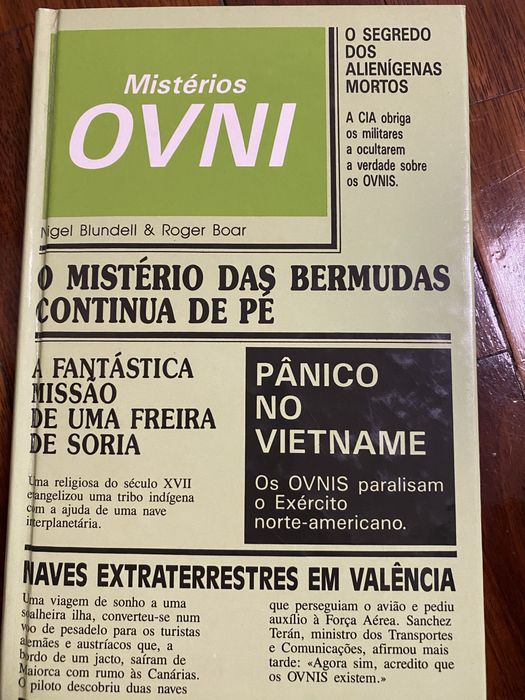 Mistérios
OVNI
Nigel Blundell & Roger Boar
O SEGREDO
DOS
ALIENÍGENAS
MORTOS
A CIA obriga
os militares
a ocultarem
a verdade sobre
os OVNIS.
O MISTÉRIO DAS BERMUDAS
CONTINUA DE PÉ
A FANTÁSTICA
MISSÃO
DE UMA FREIRA
DE SORIA
Uma religiosa do século XVII
evangelizou uma tribo indígena
com a ajuda de uma nave
interplanetária.
PÂNICO
NO
VIETNAME
Os OVNIS paralisam
o Exército
norte-americano.
NAVES EXTRATERRESTRES EM VALÊNCIA
Uma viagem de sonho a uma
soalheira ilha, converteu-se num
voo de pesadelo para os turistas
alemães e austríacos que, a
bordo de um jacto, saíram de
Maiorca com rumo às Canárias.
O piloto descobriu duas naves
que perseguiam o avião e pediu
auxílio à Força Aérea. Sanchez
Terán, ministro dos Transportes
e Comunicações, afirmou mais
tarde: «Agora sim, acredito que
os OVNIS existem.»